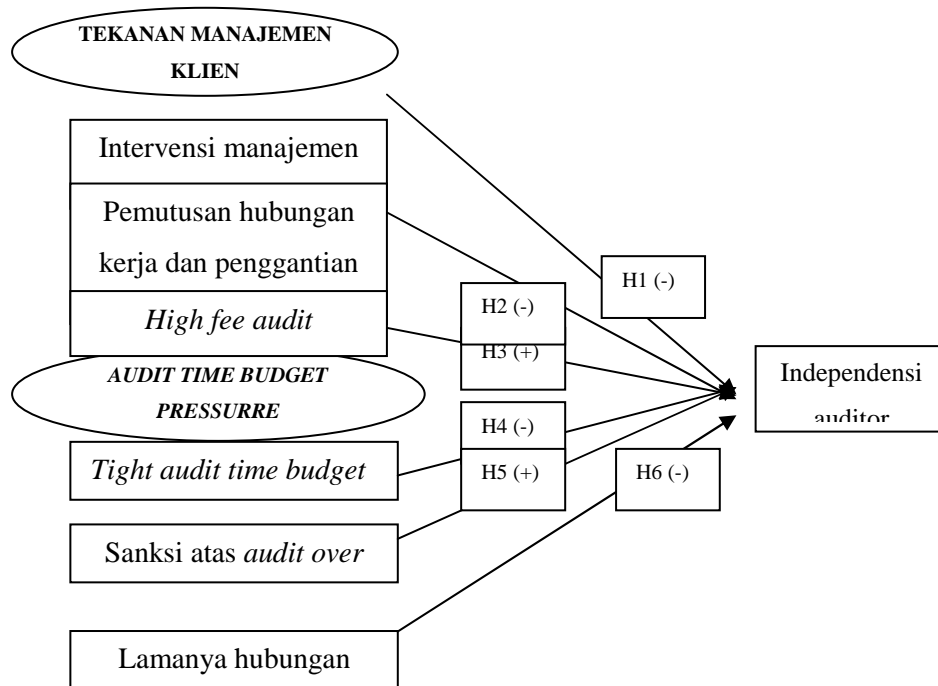 TEKANAN MANAJEMEN
KLIEN
Intervensi manajemen
Pemutusan hubungan
kerja dan penggantian
High fee audit
H1 (-)
H2 (-)
H3 (+)
AUDIT TIME BUDGET
PRESSURRE
Independensi
auditor
H4 (-)
Tight audit time budget
H5 (+)
H6 (-)
Sanksi atas audit over
Lamanya hubungan